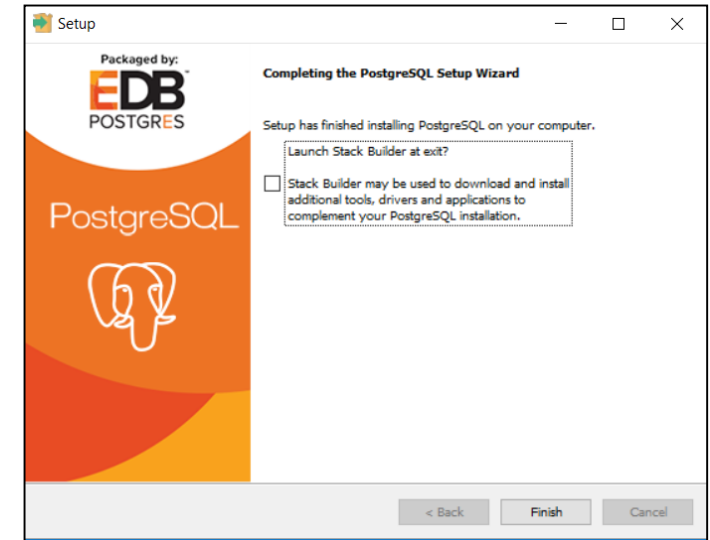 Setup
Packaged by:
EDB
POSTGRES
PostgreSQL
Completing the PostgreSQL Setup Wizard
Setup has finished installing PostgreSQL on your computer.
Launch Stack Builder at exit?
Stack Builder may be used to download and install
additional tools, drivers and applications to
complement your PostgreSQL installation.
< Back
Finish
Cancel